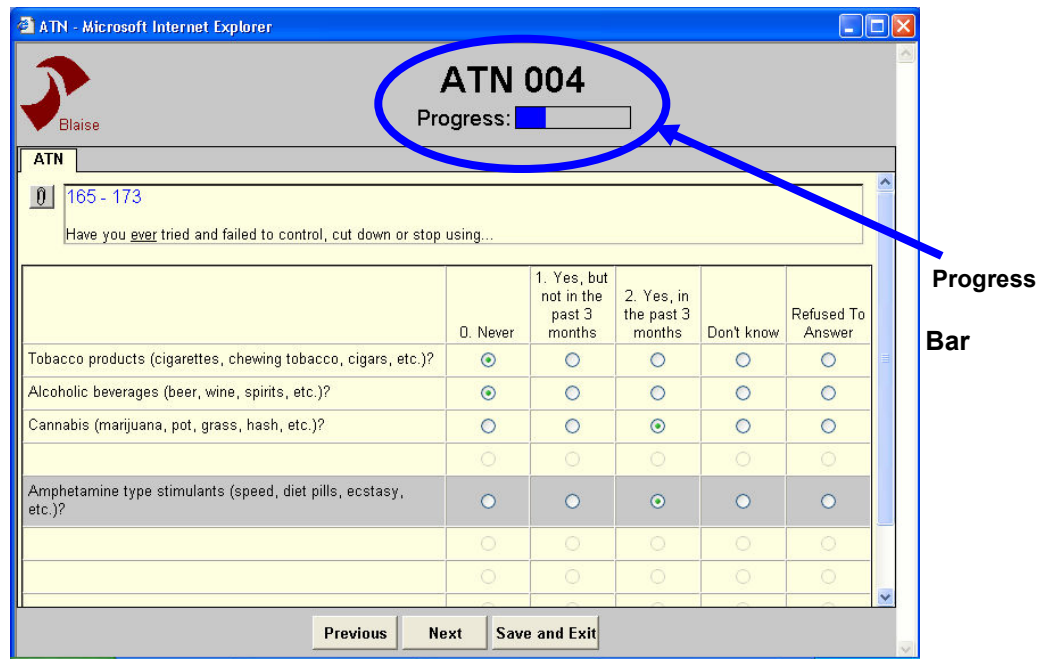 ATN - Microsoft Internet Explorer
Blaise
ATN 004
Progress:
ATN
165 - 173
Have you ever tried and failed to control, cut down or stop using...
0. Never
1. Yes, but
not in the
past 3
months
2. Yes, in
the past 3
months
Don't know
Refused To
Answer
Tobacco products (cigarettes, chewing tobacco, cigars, etc.)?
Alcoholic beverages (beer, wine, spirits, etc.)?
Cannabis (marijuana, pot, grass, hash, etc.)?
Amphetamine type stimulants (speed, diet pills, ecstasy,
etc.)?
Previous
Next
Save and Exit
Progress
Bar